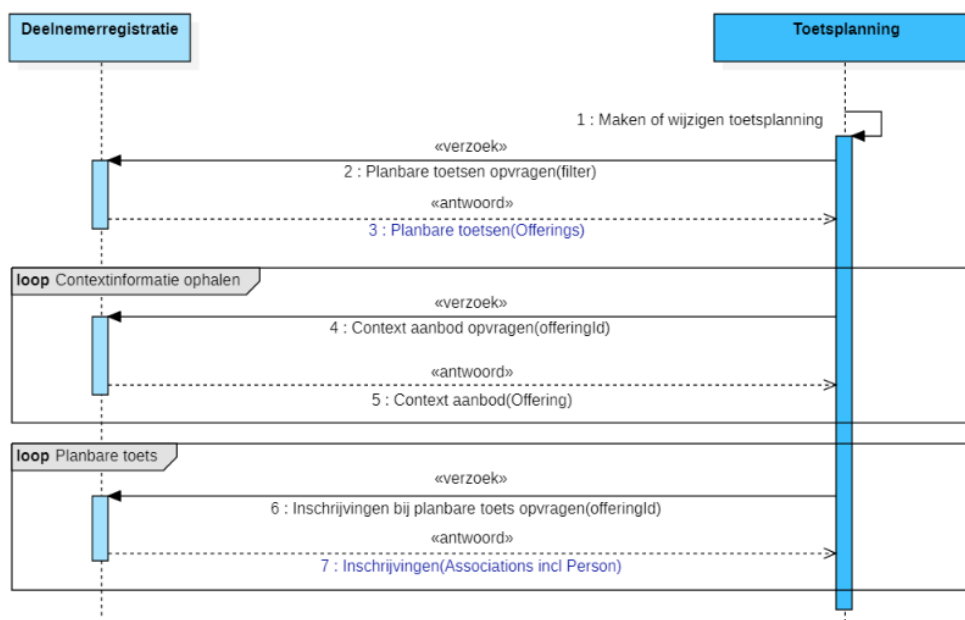 Deelnemerregistratie
Toetsplanning
1 : Maken of wijzigen toetsplanning
«verzoek»
2 : Planbare toetsen opvragen(filter)
«antwoord»
3 : Planbare toetsen(Offerings)
loop Contextinformatie ophalen
«verzoek»
4 : Context aanbod opvragen(offeringId)
«antwoord»
5 : Context aanbod(Offering)
loop Planbare toets
«verzoek»
6 : Inschrijvingen bij planbare toets opvragen(offeringId)
«antwoord»
7 : Inschrijvingen(Associations incl Person)